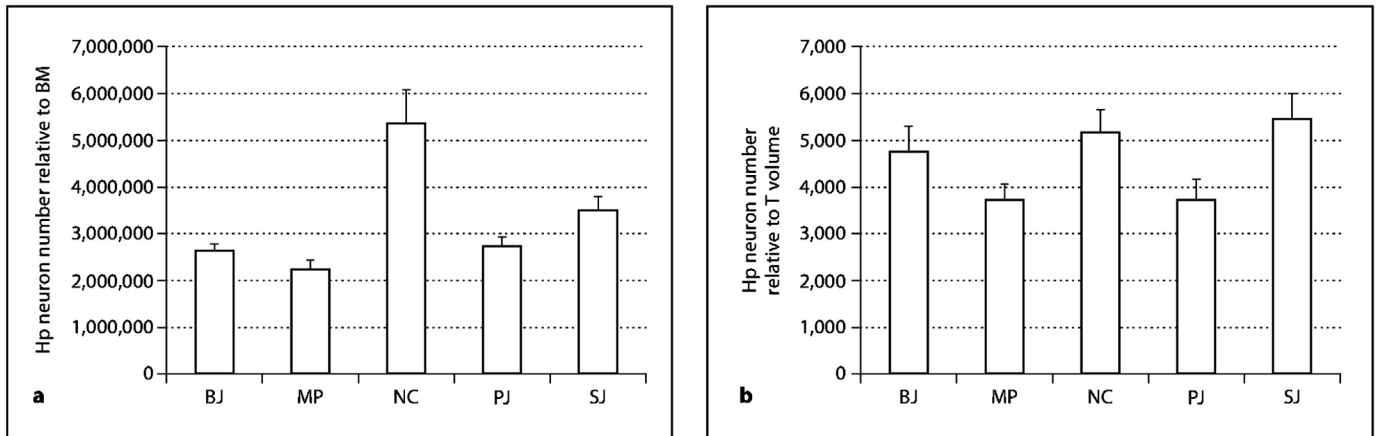 Hp neuron number relative to BM
7,000,000
6,000,000
5,000,000
4,000,000
3,000,000
2,000,000
1,000,000
0
BJ MP NC PJ SJ
a
Hp neuron number
relative to T volume
7,000
6,000
5,000
4,000
3,000
2,000
1,000
0
BJ MP NC PJ SJ
b